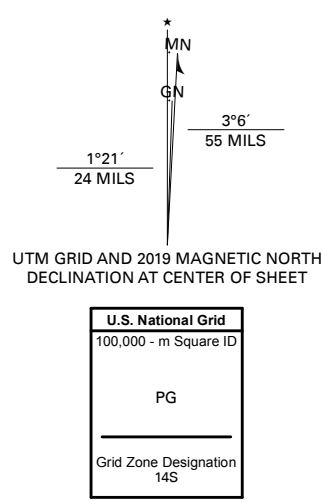 ★
MN
GN
3°6´
55 MILS
1°21´
24 MILS
UTM GRID AND 2019 MAGNETIC NORTH
DECLINATION AT CENTER OF SHEET
U.S. National Grid
100,000 - m Square ID
PG
Grid Zone Designation
14S